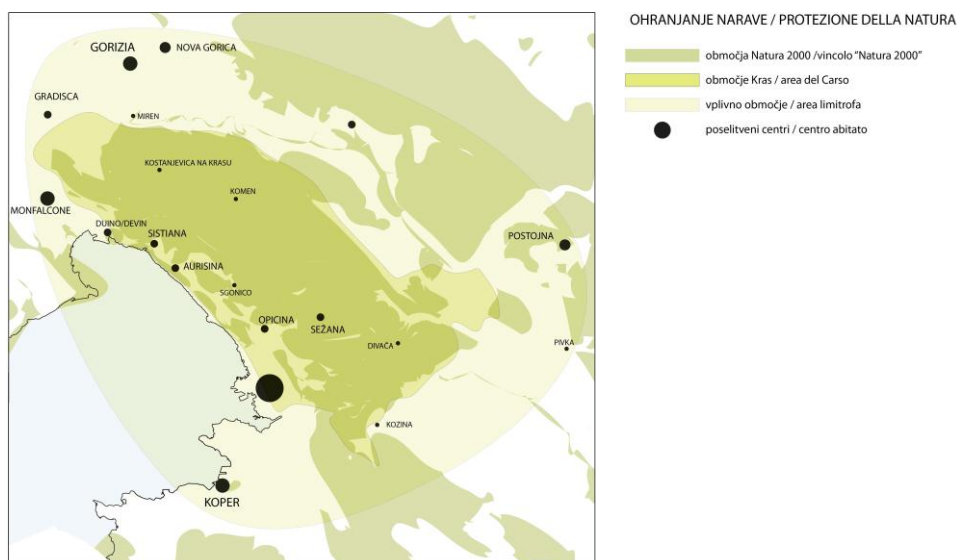 OHRANJANJE NARAVE / PROTEZIONE DELLA NATURA
območja Natura 2000 /vincolo "Natura 2000"
območje Kras / area del Carso
vplivno območje / area limitrofa
poselitveni centri / centro abitato
GORIZIA
NOVA GORICA
GRADISCA
MIREN
KOSTANJEVICA NA KRASU
KOMEN
MONFALCONE
DUINO/DEVIN
SISTIANA
POSTOJNA
AURISINA
SGONICO
OPICINA
SEŽANA
DIVAČA
PIVKA
KOZINA
KOPER